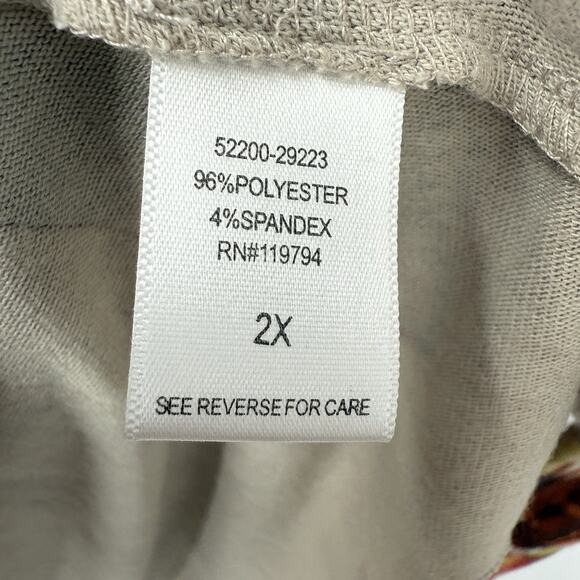 52200-29223
96%POLYESTER
4%SPANDEX
RN#119794
2X
SEE REVERSE FOR CARE